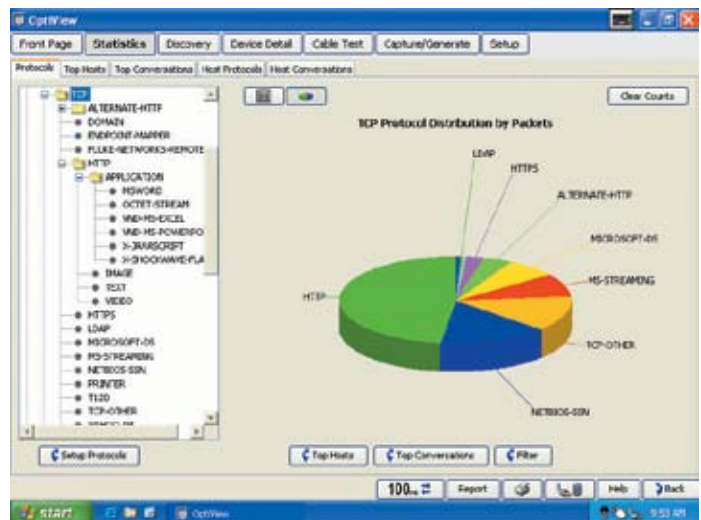 OptiView
Front Page Statistics Discovery Device Detail Cable Test Capture/Generate Setup
Protocols Top Hosts Top Conversations Host Protocols Host Conversations
Clear Counts
TCP
ALTERNATE-HTTP
DOMAIN
ENDPOINT-MAPPER
FLUKE-NETWORKS-REMOTE
HTTP
APPLICATION
MSWORD
OCTET-STREAM
VND-MS-EXCEL
VND-MS-POWERPO
X-JAVASCRIPT
X-SHOCKWAVE-FLA
IMAGE
TEXT
VIDEO
HTTPS
LDAP
MICROSOFT-DS
MS-STREAMING
NETBIOS-SSN
PRINTER
T120
TCP-OTHER
TCP Protocol Distribution by Packets
LDAP
HTTPS
ALTERNATE-HTTP
MICROSOFT-DS
MS-STREAMING
HTTP
TCP-OTHER
NETBIOS-SSN
Setup Protocols Top Hosts Top Conversations Filter
100 Report Help Back
start OptiView 9:53 AM